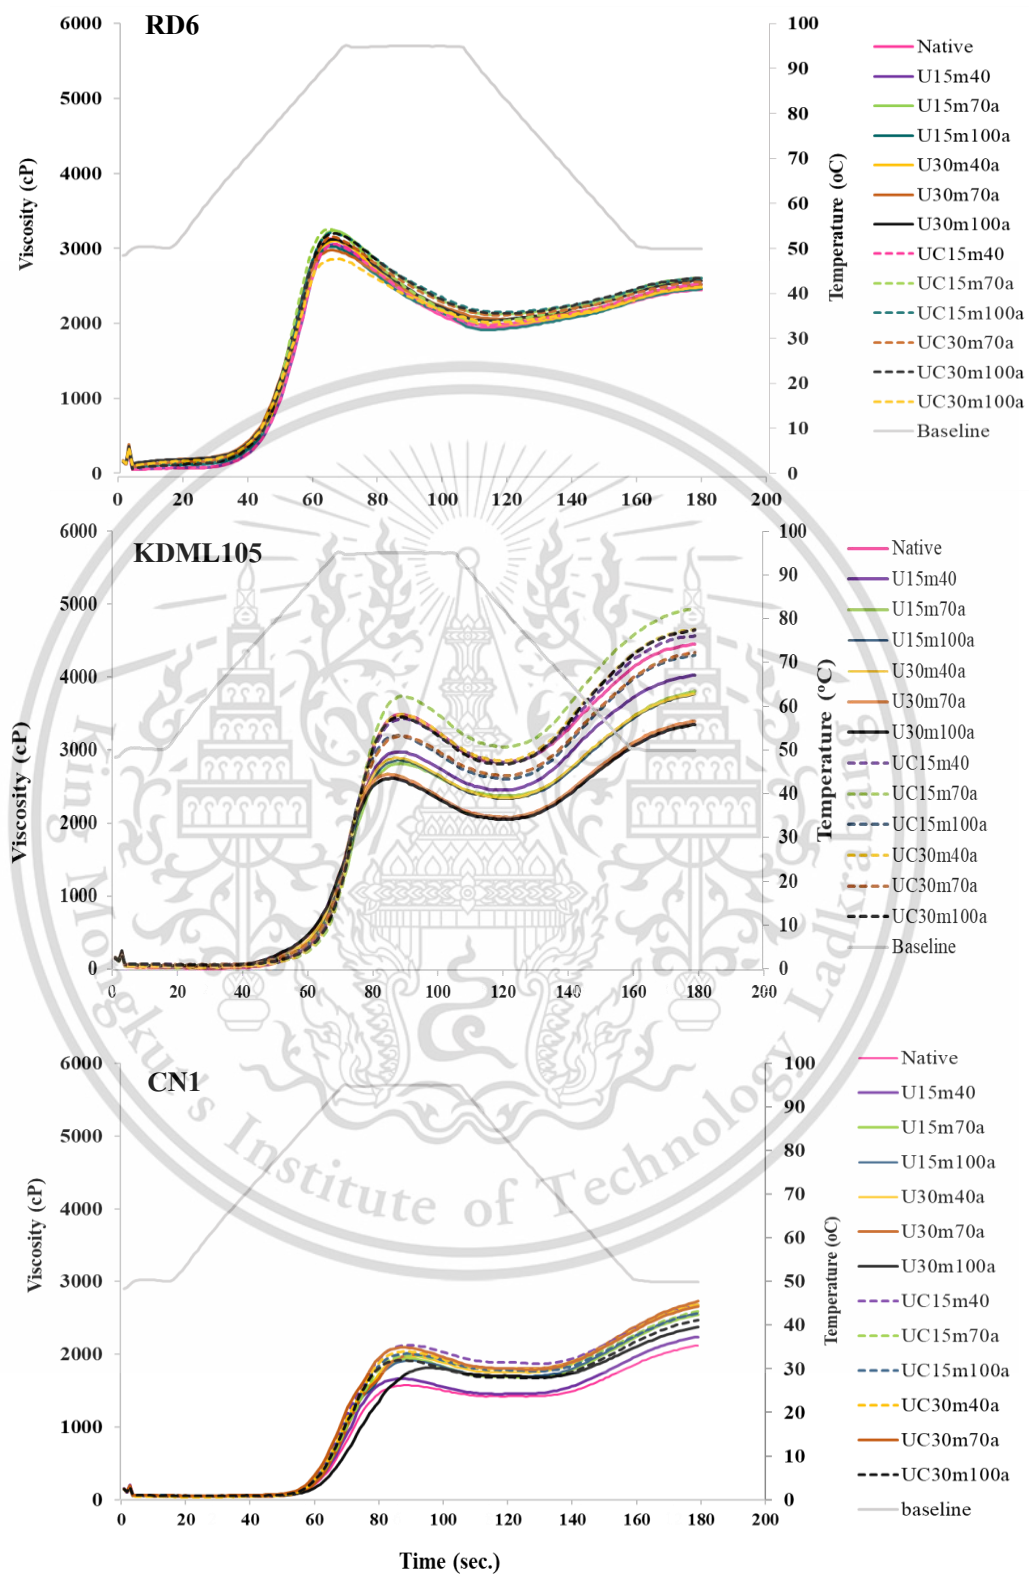 RD6
Viscosity (cP)
6000
5000
4000
3000
2000
1000
0
0 20 40 60 80 100 120 140 160 180 200
100
90
80
70
60
50
40
30
20
10
0
Temperature (oC)
Native
U15m40
U15m70a
U15m100a
U30m40a
U30m70a
U30m100a
UC15m40
UC15m70a
UC15m100a
UC30m70a
UC30m100a
UC30m100a
Baseline
KDML105
Viscosity (cP)
6000
5000
4000
3000
2000
1000
0
0 20 40 60 80 100 120 140 160 180 200
100
90
80
70
60
50
40
30
20
10
0
Temperature (°C)
Native
U15m40
U15m70a
U15m100a
U30m40a
U30m70a
U30m100a
UC15m40
UC15m70a
UC15m100a
UC30m40a
UC30m70a
UC30m100a
Baseline
CN1
Viscosity (cP)
6000
5000
4000
3000
2000
1000
0
0 20 40 60 80 100 120 140 160 180 200
100
90
80
70
60
50
40
30
20
10
0
Temperature (oC)
Native
U15m40
U15m70a
U15m100a
U30m40a
U30m70a
U30m100a
UC15m40
UC15m70a
UC15m100a
UC30m40a
UC30m70a
UC30m100a
baseline
Time (sec.)
King Mongkut's Institute of Technology Ladkrabang